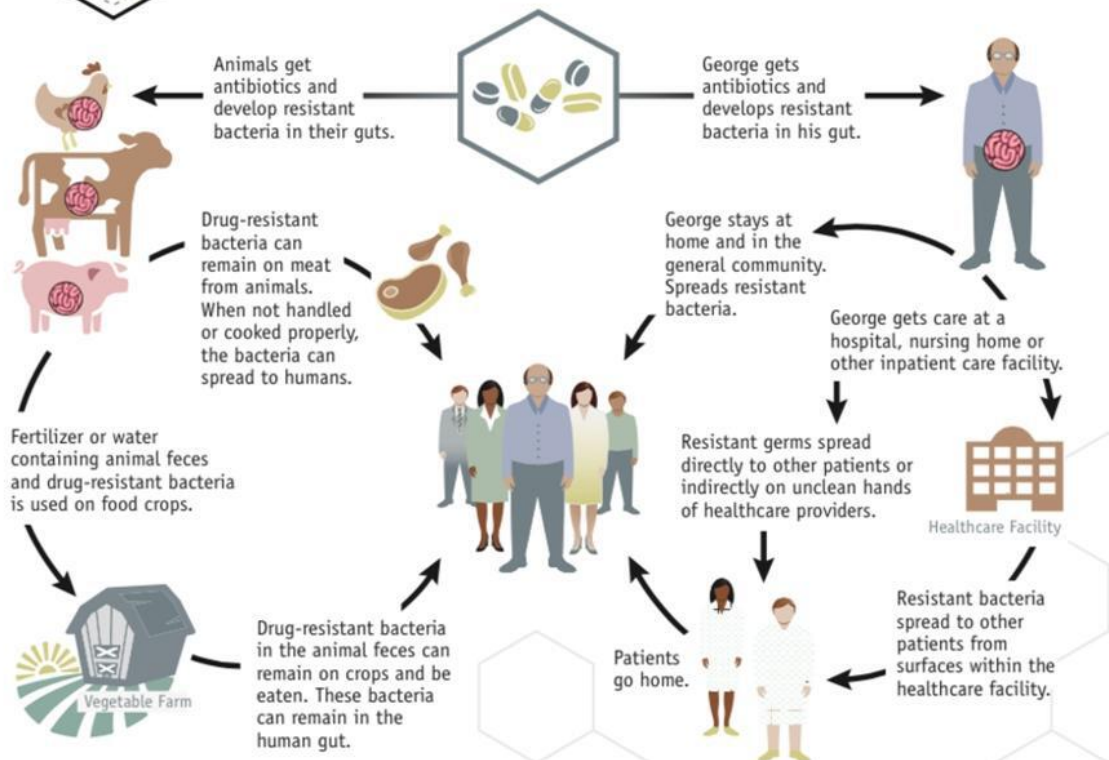 Animals get
antibiotics and
develop resistant
bacteria in their guts.
George gets
antibiotics and
develops resistant
bacteria in his gut.
Drug-resistant
bacteria can
remain on meat
from animals.
When not handled
or cooked properly,
the bacteria can
spread to humans.
George stays at
home and in the
general community.
Spreads resistant
bacteria.
George gets care at a
hospital, nursing home or
other inpatient care facility.
Fertilizer or water
containing animal feces
and drug-resistant bacteria
is used on food crops.
Resistant germs spread
directly to other patients or
indirectly on unclean hands
of healthcare providers.
Healthcare Facility
Vegetable Farm
Drug-resistant bacteria
in the animal feces can
remain on crops and be
eaten. These bacteria
can remain in the
human gut.
Patients
go home.
Resistant bacteria
spread to other
patients from
surfaces within the
healthcare facility.